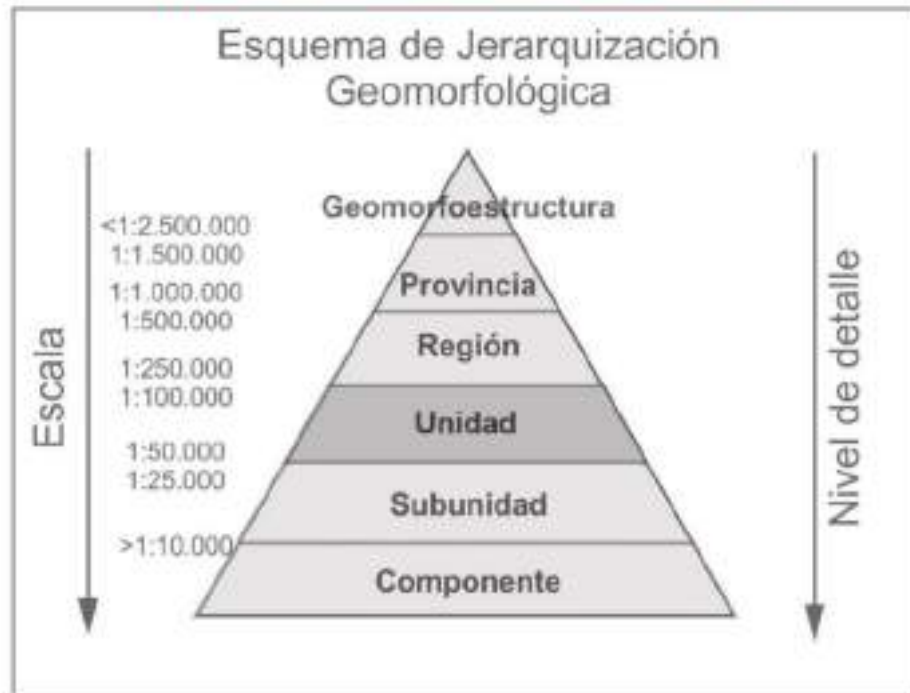 Esquema de Jerarquización
Geomorfológica
Escala
<1:2.500.000
1:1.500.000
1:1.000.000
1:500.000
1:250.000
1:100.000
1:50.000
1:25.000
>1:10.000
Geomorfoestructura
Provincia
Región
Unidad
Subunidad
Componente
Nivel de detalle